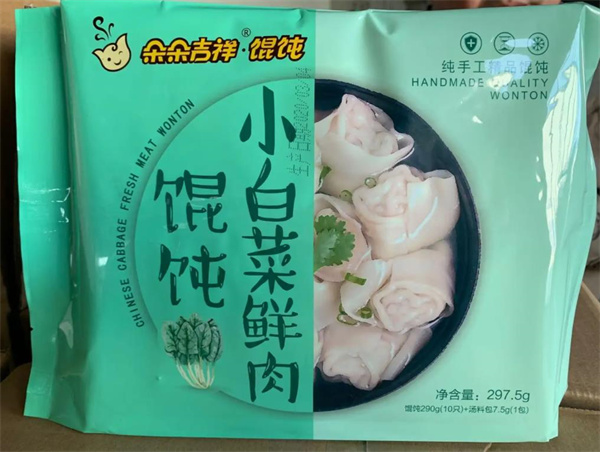 朵朵吉祥®·馄饨
纯手工精品馄饨
HANDMADE QUALITY
WONTON
小白菜鲜肉
馄饨
CHINESE CABBAGE FRESH MEAT WONTON
净含量：297.5g
馄饨290g(10只)+汤料包7.5g(1包)